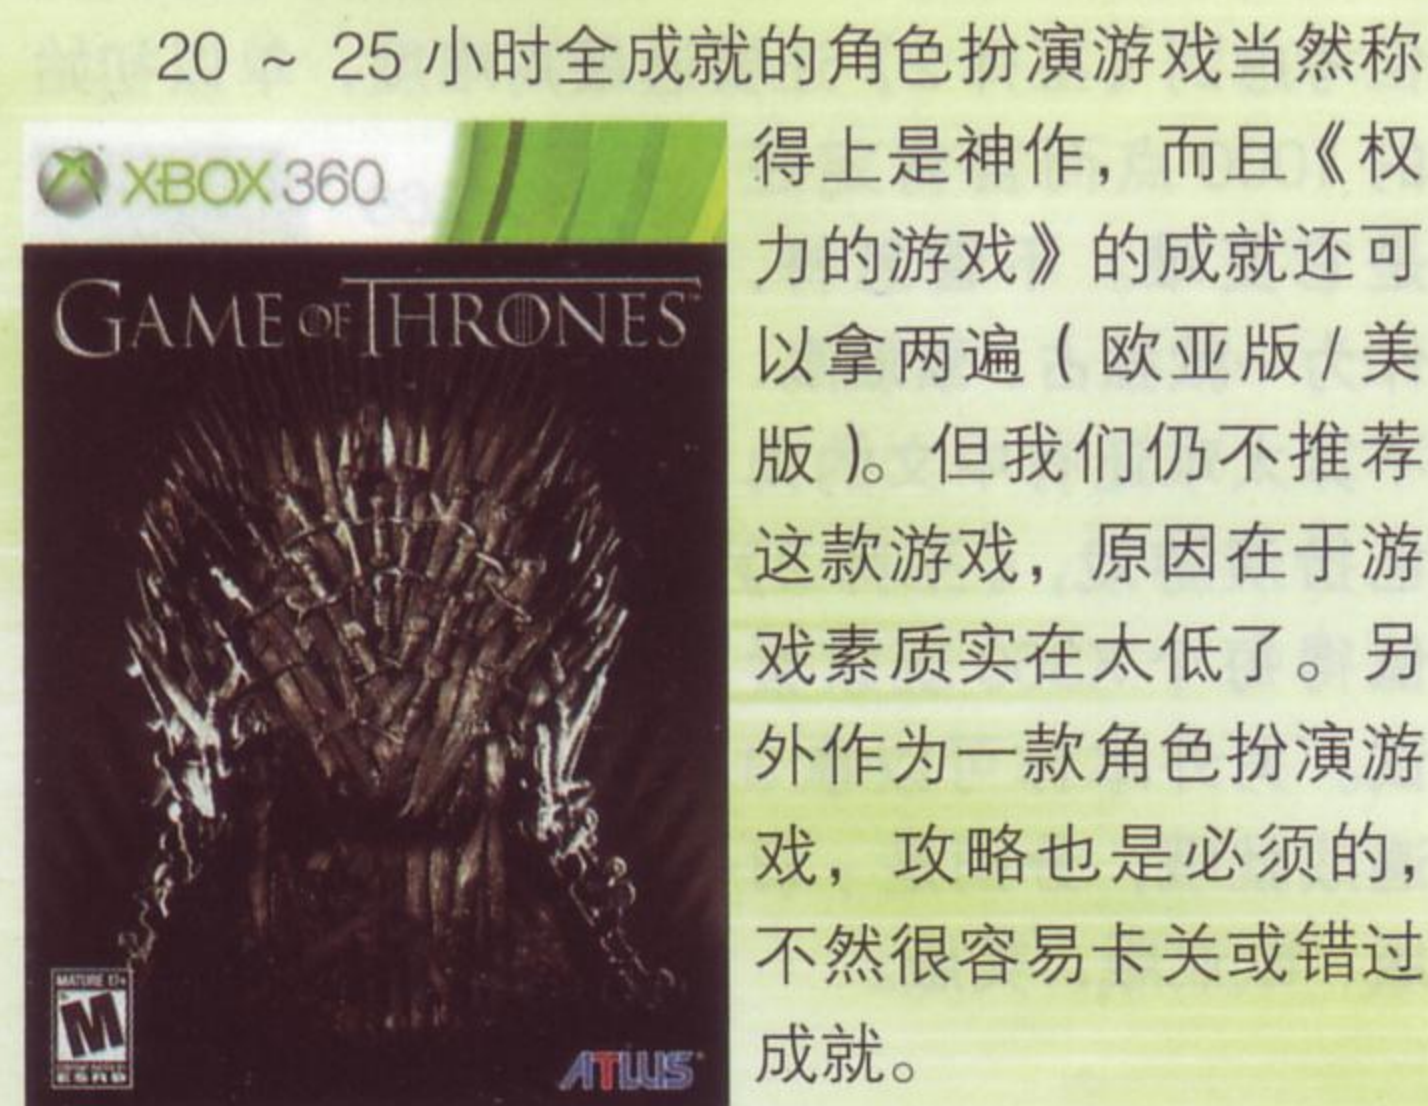 20 ~ 25 小时全成就的角色扮演游戏当然称
得上是神作，而且《权
力的游戏》的成就还可
以拿两遍（欧亚版/美
版）。但我们仍不推荐
这款游戏，原因在于游
戏素质实在太低了。另
外作为一款角色扮演游
戏，攻略也是必须的，
不然很容易卡关或错过
成就。
XBOX 360
GAME OF THRONES™
MATURE 17+
M
ESRB
ATLUS